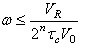 ω ≤ V_R / (2^n τ_c V_0)